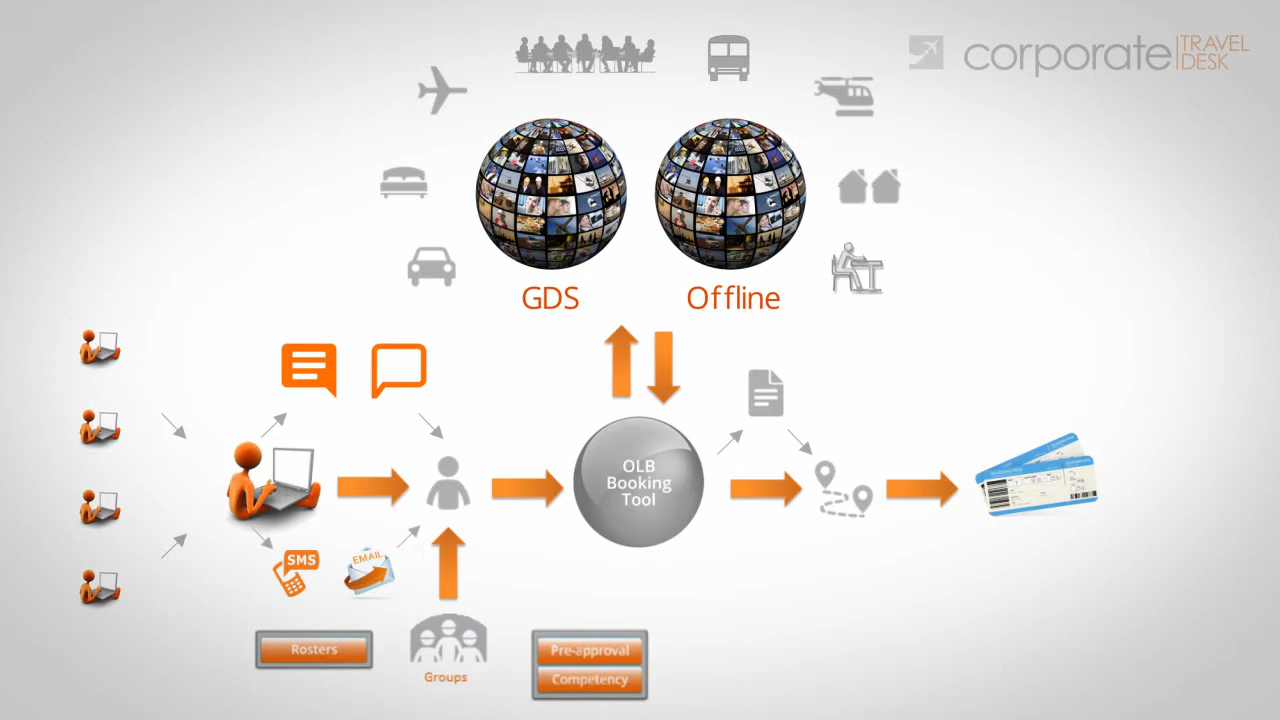 corporate TRAVEL
DESK
GDS
Offline
OLB
Booking
Tool
SMS
EMAIL
Rosters
Groups
Pre-approval
Competency